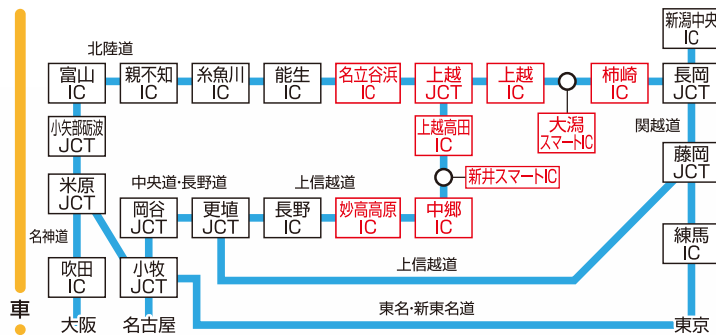 新潟中央
IC
北陸道
富山
IC
親不知
IC
糸魚川
IC
能生
IC
名立谷浜
IC
上越
JCT
上越
IC
柿崎
IC
長岡
JCT
小矢部砺波
JCT
上越高田
IC
大潟
スマートIC
関越道
藤岡
JCT
新井スマートIC
米原
JCT
中央道・長野道
上信越道
岡谷
JCT
更埴
JCT
長野
IC
妙高高原
IC
中郷
IC
練馬
IC
名神道
吹田
IC
小牧
JCT
上信越道
東名・新東名道
車
大阪
名古屋
東京